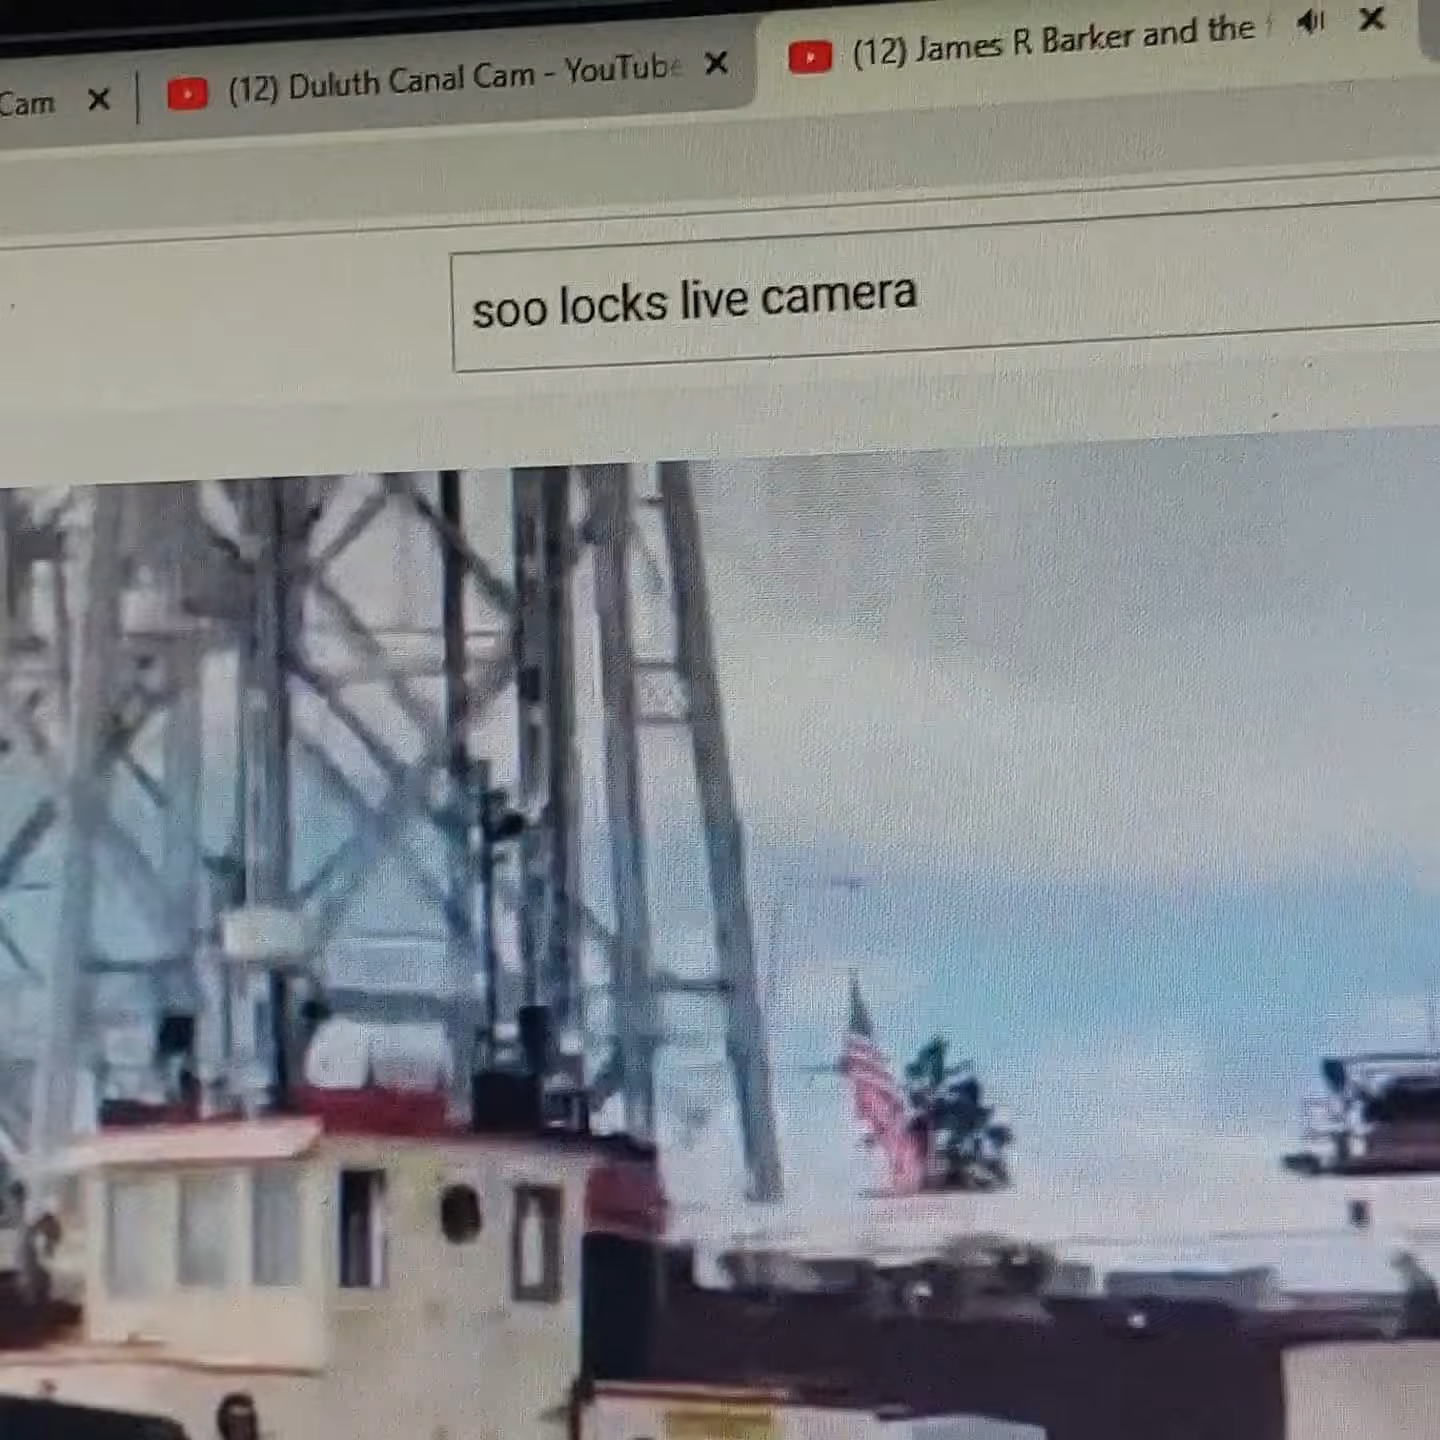 Cam
(12) Duluth Canal Cam - YouTube
(12) James R Barker and the
soo locks live camera